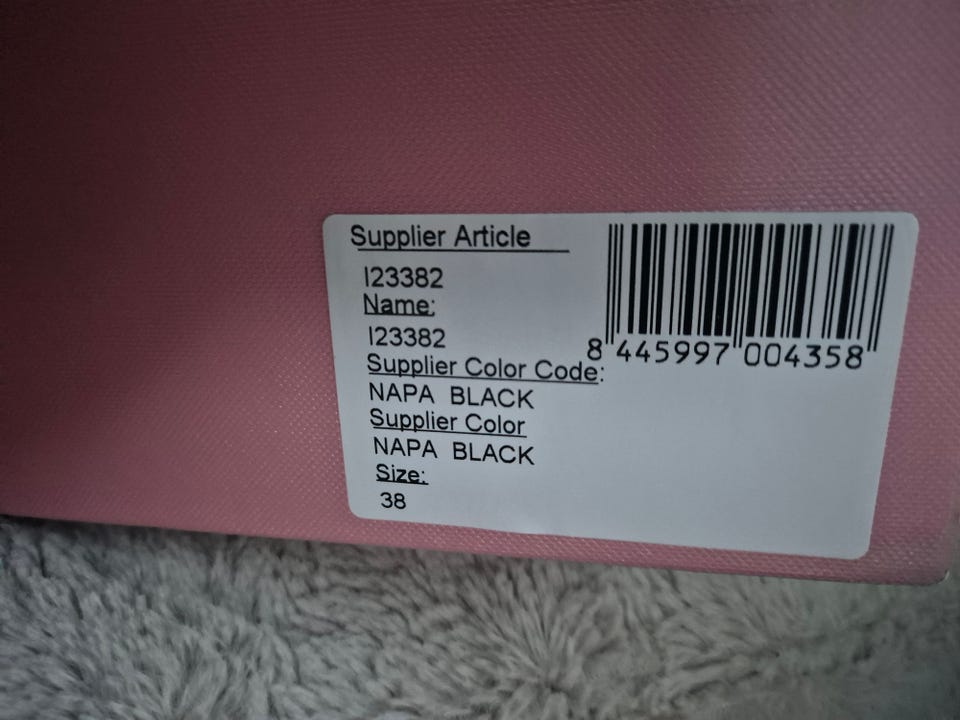 Supplier Article
I23382
Name:
I23382
Supplier Color Code:
NAPA BLACK
Supplier Color
NAPA BLACK
Size:
38
8 445997 004358